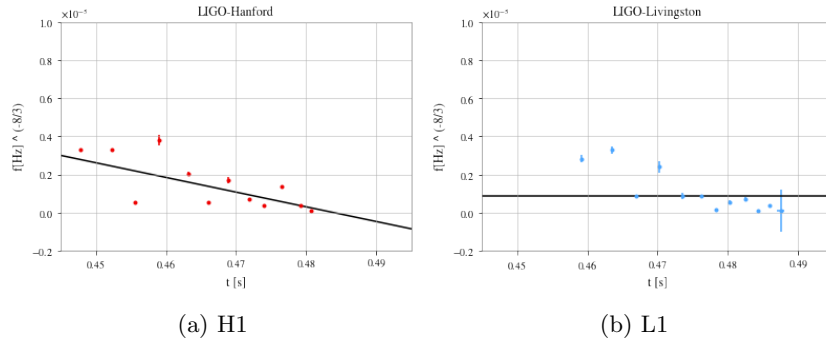 LIGO-Hanford
×10⁻⁵
1.0
0.8
0.6
0.4
0.2
0.0
−0.2
f[Hz] ^ (-8/3)
0.45 0.46 0.47 0.48 0.49
t [s]
(a) H1
LIGO-Livingston
×10⁻⁵
1.0
0.8
0.6
0.4
0.2
0.0
−0.2
f[Hz] ^ (-8/3)
0.45 0.46 0.47 0.48 0.49
t [s]
(b) L1